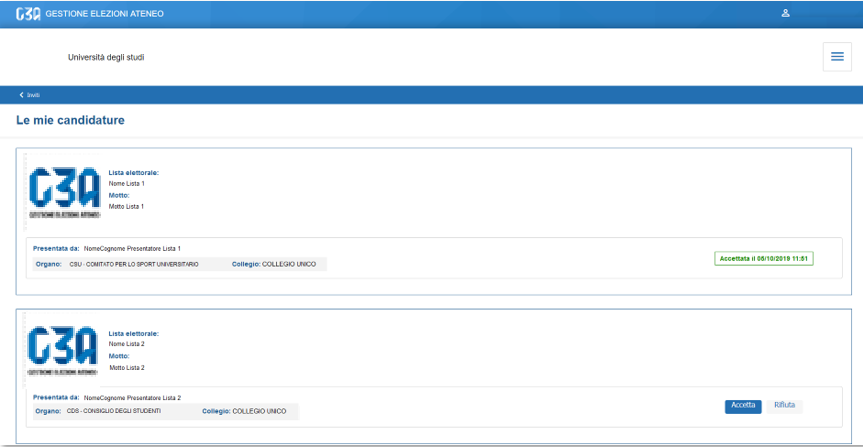 G3A GESTIONE ELEZIONI ATENEO
Università degli studi
Inviti
Le mie candidature
G3A
GESTIONE ELEZIONI ATENEO
Lista elettorale:
Nome Lista 1
Motto:
Motto Lista 1
Presentata da: NomeCognome Presentatore Lista 1
Organo: CSU - COMITATO PER LO SPORT UNIVERSITARIO Collegio: COLLEGIO UNICO
Accettata il 05/10/2019 11:51
G3A
GESTIONE ELEZIONI ATENEO
Lista elettorale:
Nome Lista 2
Motto:
Motto Lista 2
Presentata da: NomeCognome Presentatore Lista 2
Organo: CDS - CONSIGLIO DEGLI STUDENTI Collegio: COLLEGIO UNICO
Accetta Rifiuta